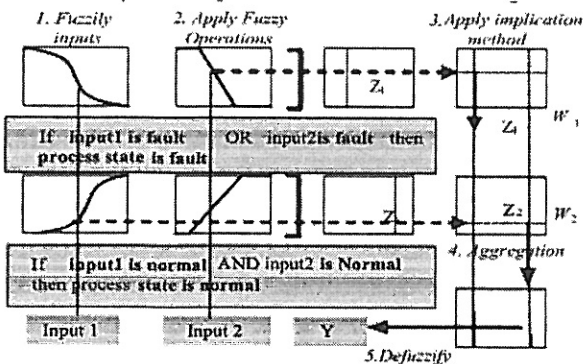 1. Fuzzily inputs
2. Apply Fuzzy Operations
3. Apply implication method
Z₁
W₁
Z₁
If input1 is fault OR input2is fault then
process state is fault
Z
Z₂
W₂
4. Aggregation
If input1 is normal AND input2 is Normal
then process state is normal
Input 1
Input 2
Y
5.Defuzzify